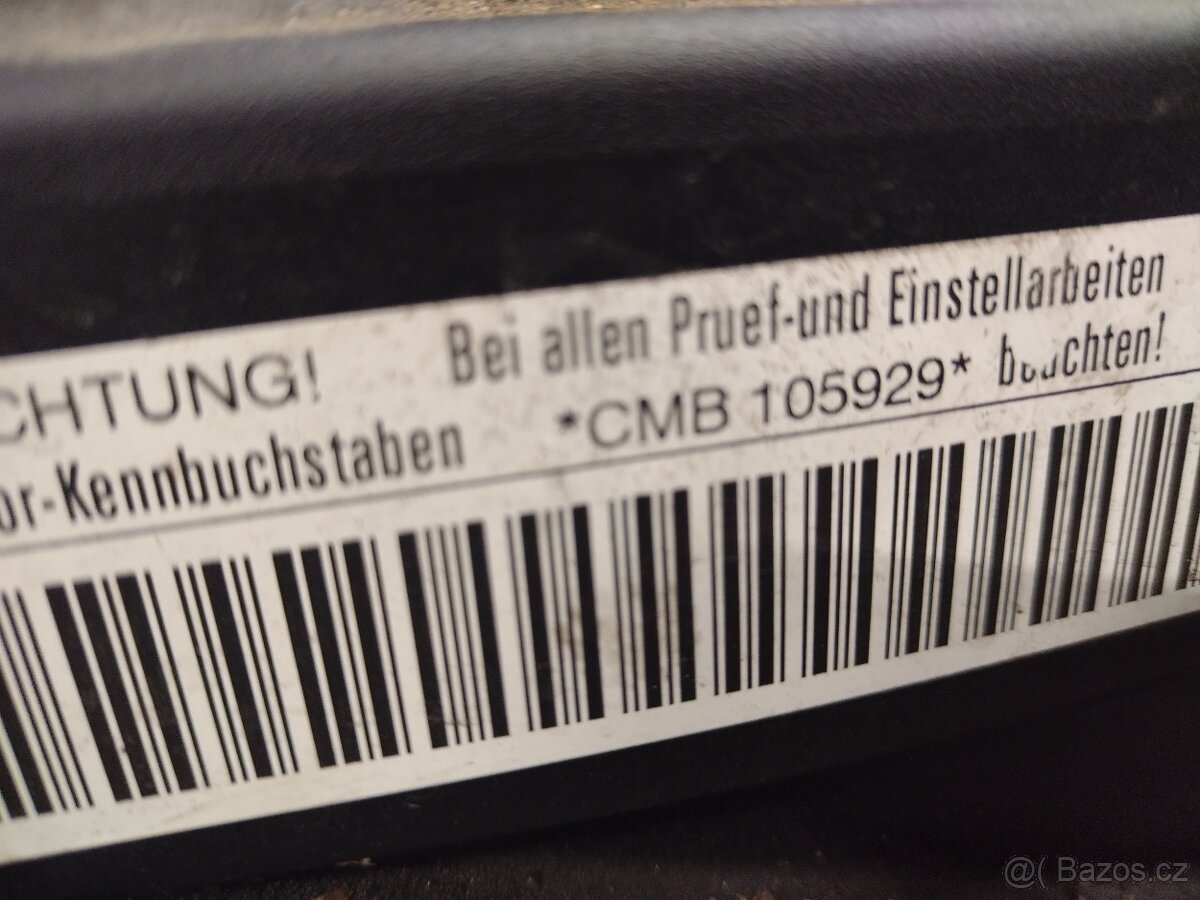 CHTUNG! Bei allen Pruef-und Einstellarbeiten
or-Kennbuchstaben *CMB 105929* beachten!
@( Bazos.cz